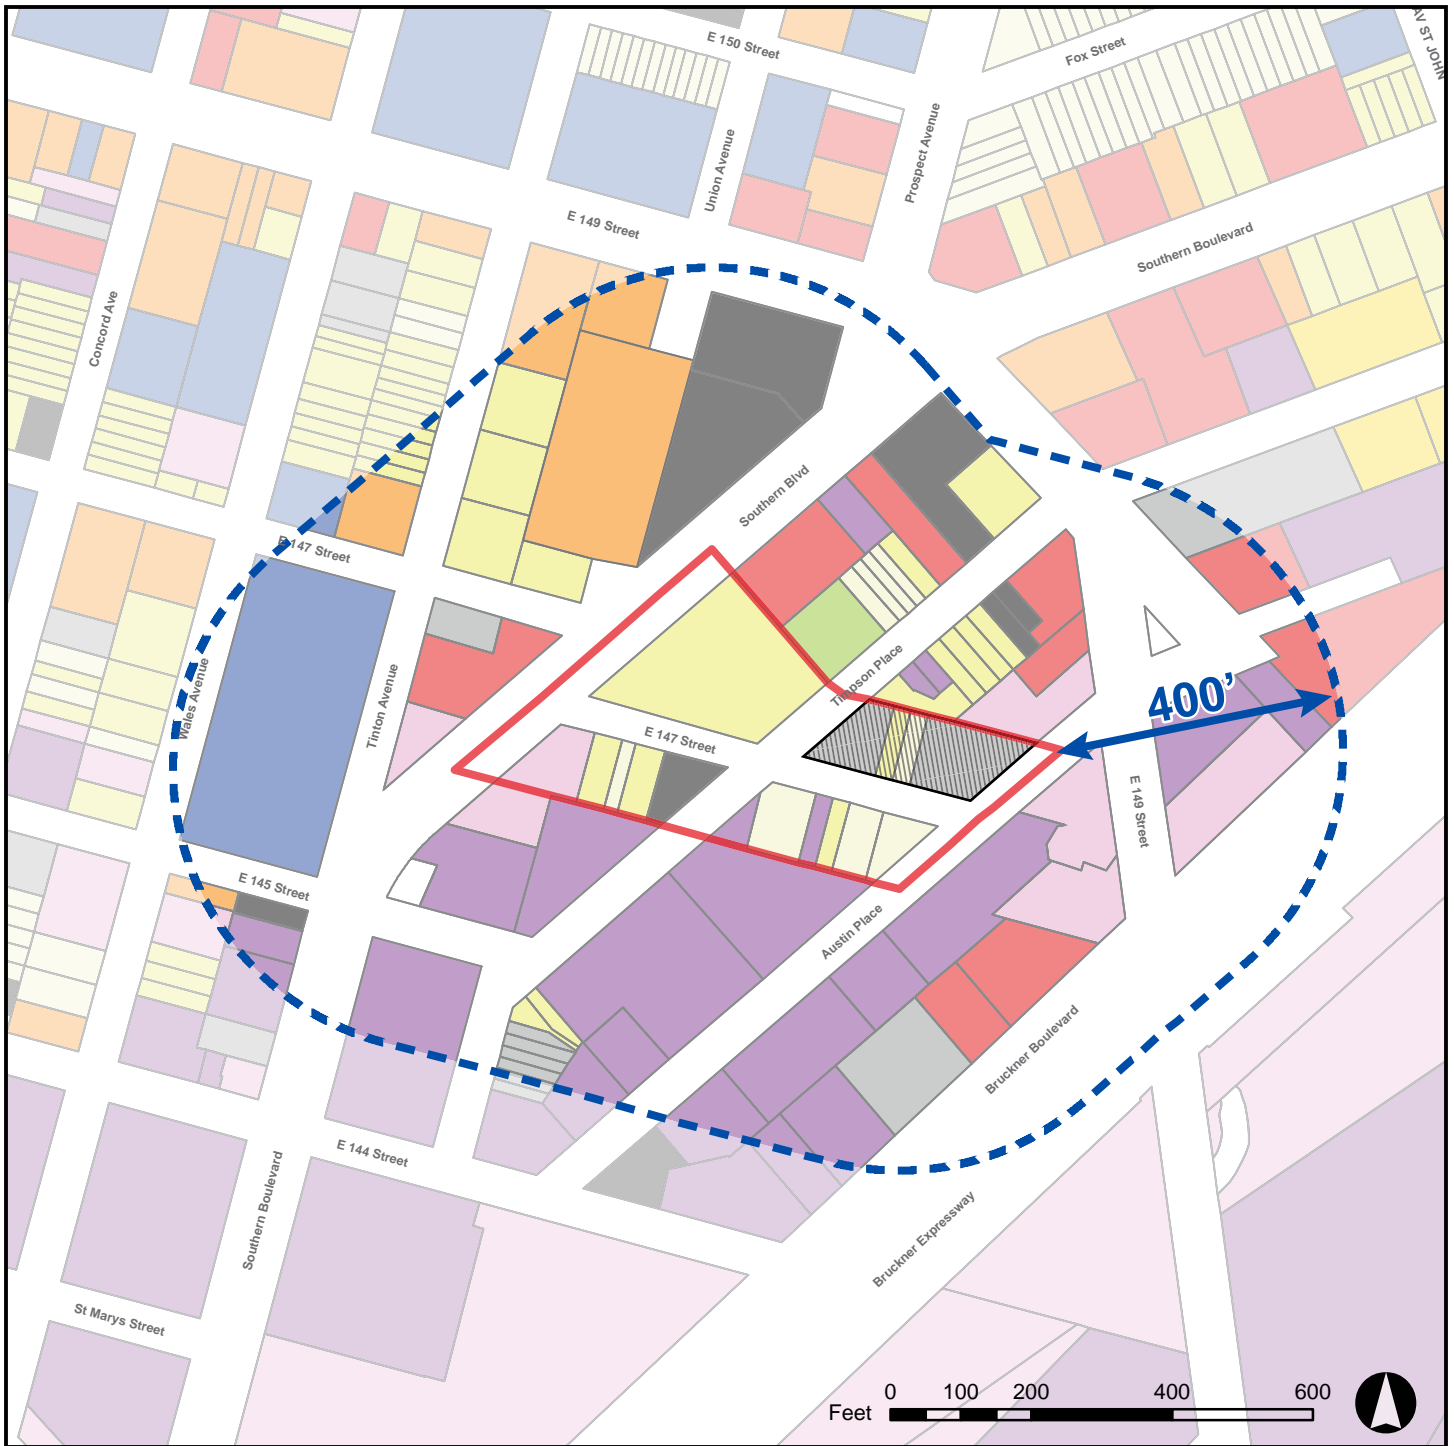 E 150 Street
Fox Street
AV ST JOHN
Union Avenue
Prospect Avenue
E 149 Street
Southern Boulevard
Concord Ave
Southern Blvd
E 147 Street
Timpson Place
Wales Avenue
Tinton Avenue
400'
E 147 Street
E 149 Street
E 145 Street
Austin Place
Bruckner Boulevard
E 144 Street
Southern Boulevard
Bruckner Expressway
St Marys Street
0 100 200 400 600
Feet